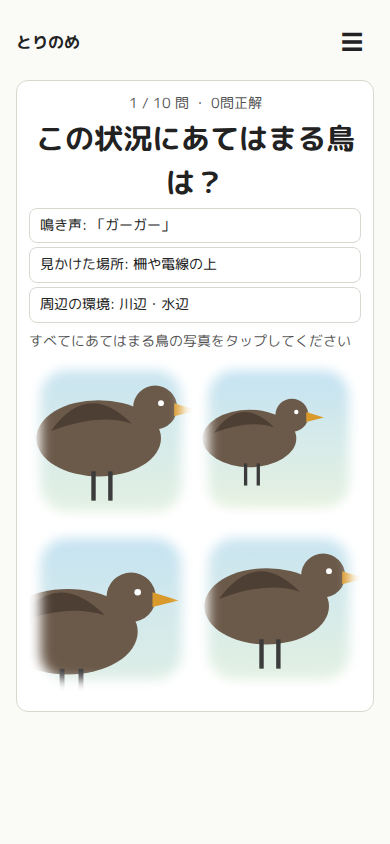 とりのめ
1 / 10 問 ・ 0問正解
この状況にあてはまる鳥
は？
鳴き声: 「ガーガー」
見かけた場所: 柵や電線の上
周辺の環境: 川辺・水辺
すべてにあてはまる鳥の写真をタップしてください